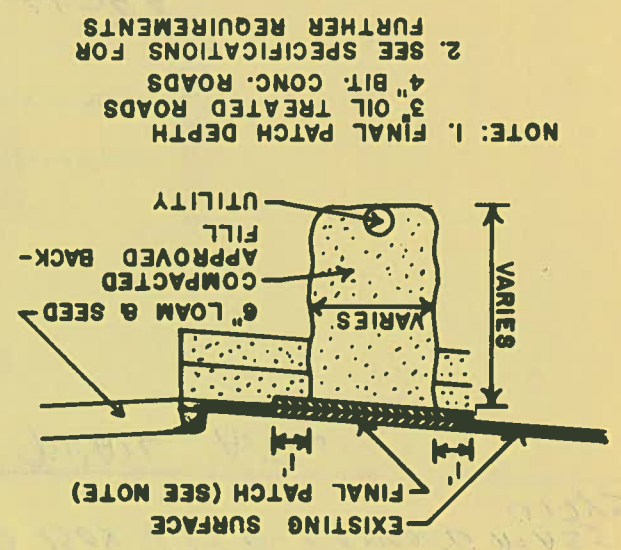 EXISTING SURFACE
FINAL PATCH (SEE NOTE)
1'
1'
6" LOAM & SEED
VARIES
VARIES
COMPACTED
APPROVED BACK-
FILL
UTILITY
NOTE: 1. FINAL PATCH DEPTH
3" OIL TREATED ROADS
4" BIT. CONC. ROADS
2. SEE SPECIFICATIONS FOR
FURTHER REQUIREMENTS